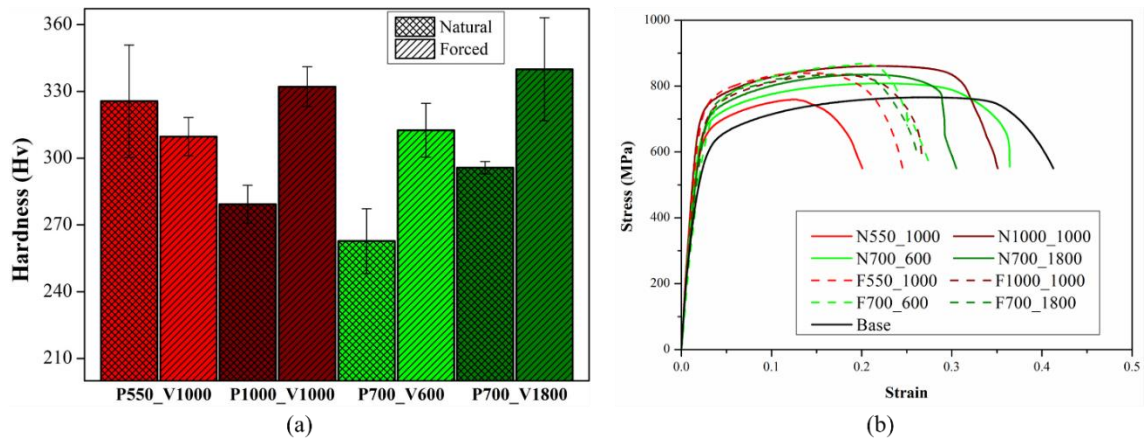 Hardness (Hv)
360
330
300
270
240
210
Natural
Forced
P550_V1000 P1000_V1000 P700_V600 P700_V1800
(a)
Stress (MPa)
1000
800
600
400
200
0
N550_1000 N1000_1000
N700_600 N700_1800
F550_1000 F1000_1000
F700_600 F700_1800
Base
0.0 0.1 0.2 0.3 0.4 0.5
Strain
(b)